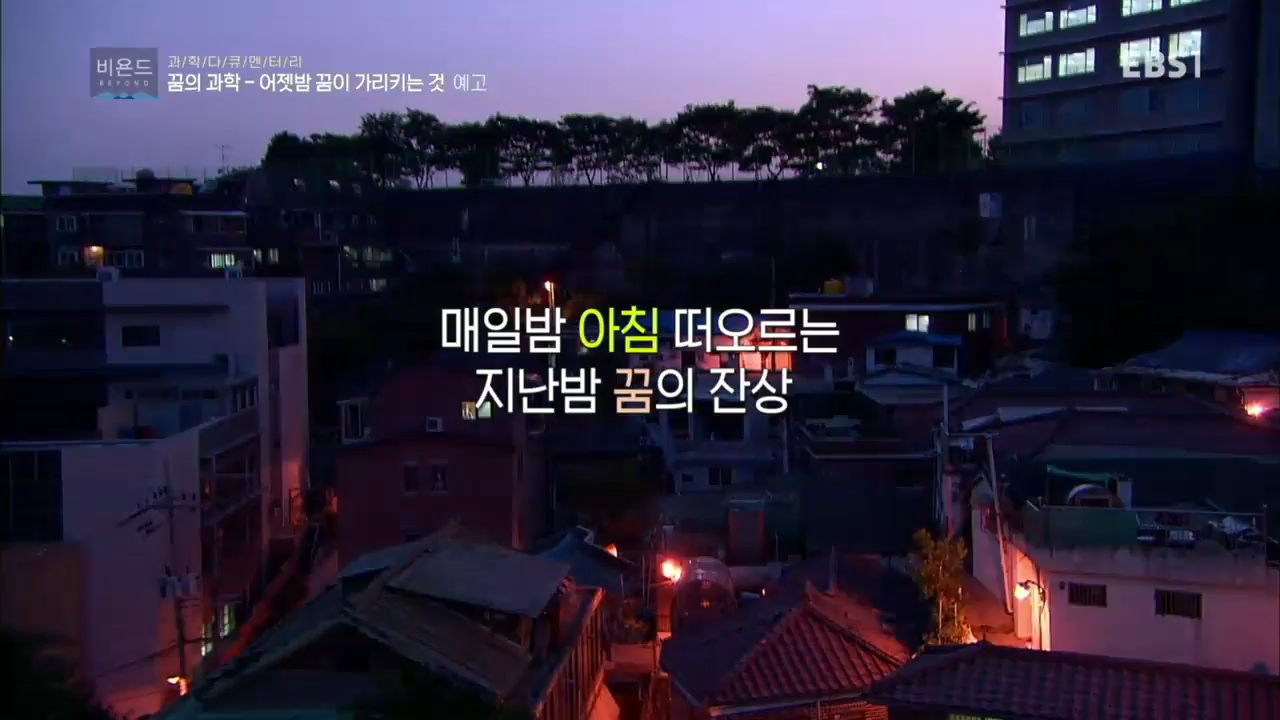 비욘드
BEYOND
과/학/다/큐/멘/터/리
꿈의 과학 – 어젯밤 꿈이 가리키는 것 예고
EBS1
매일밤 아침 떠오르는
지난밤 꿈의 잔상